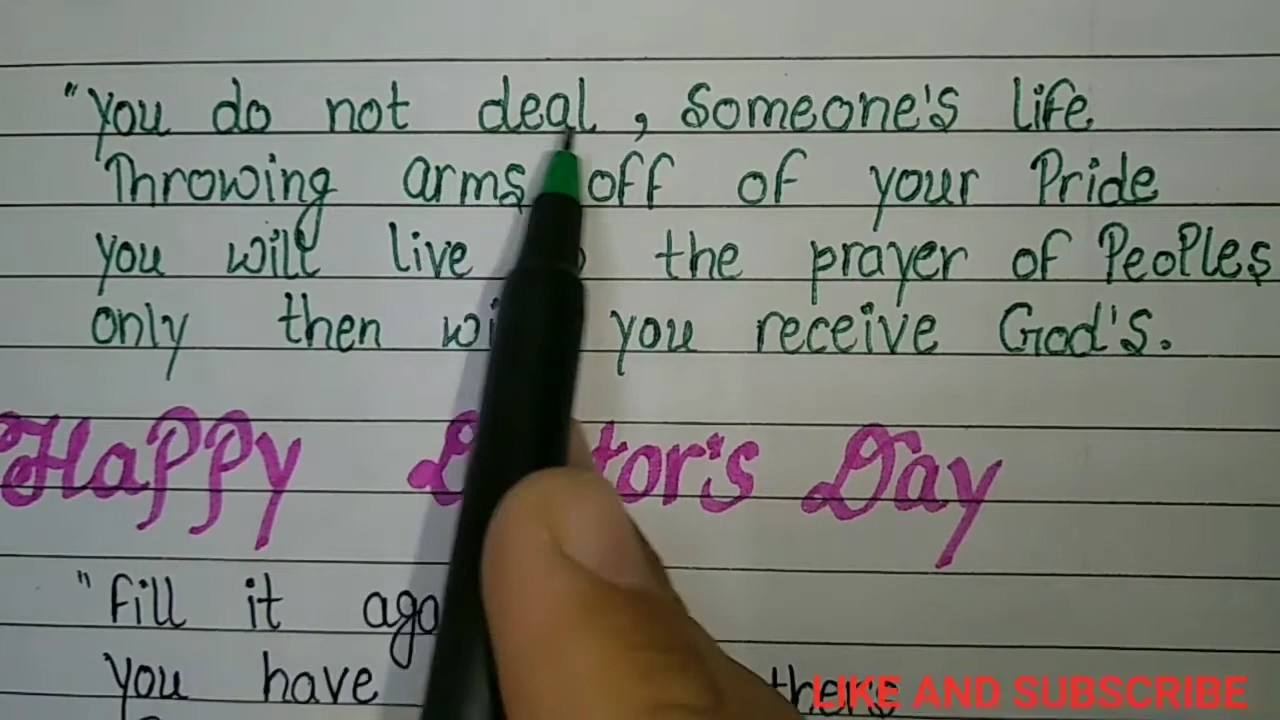 "You do not deal, Someone's life
Throwing arms off of your Pride
you will live the prayer of Peoples
only then you receive God's.
Happy Day
"Fill it
you have
LIKE AND SUBSCRIBE